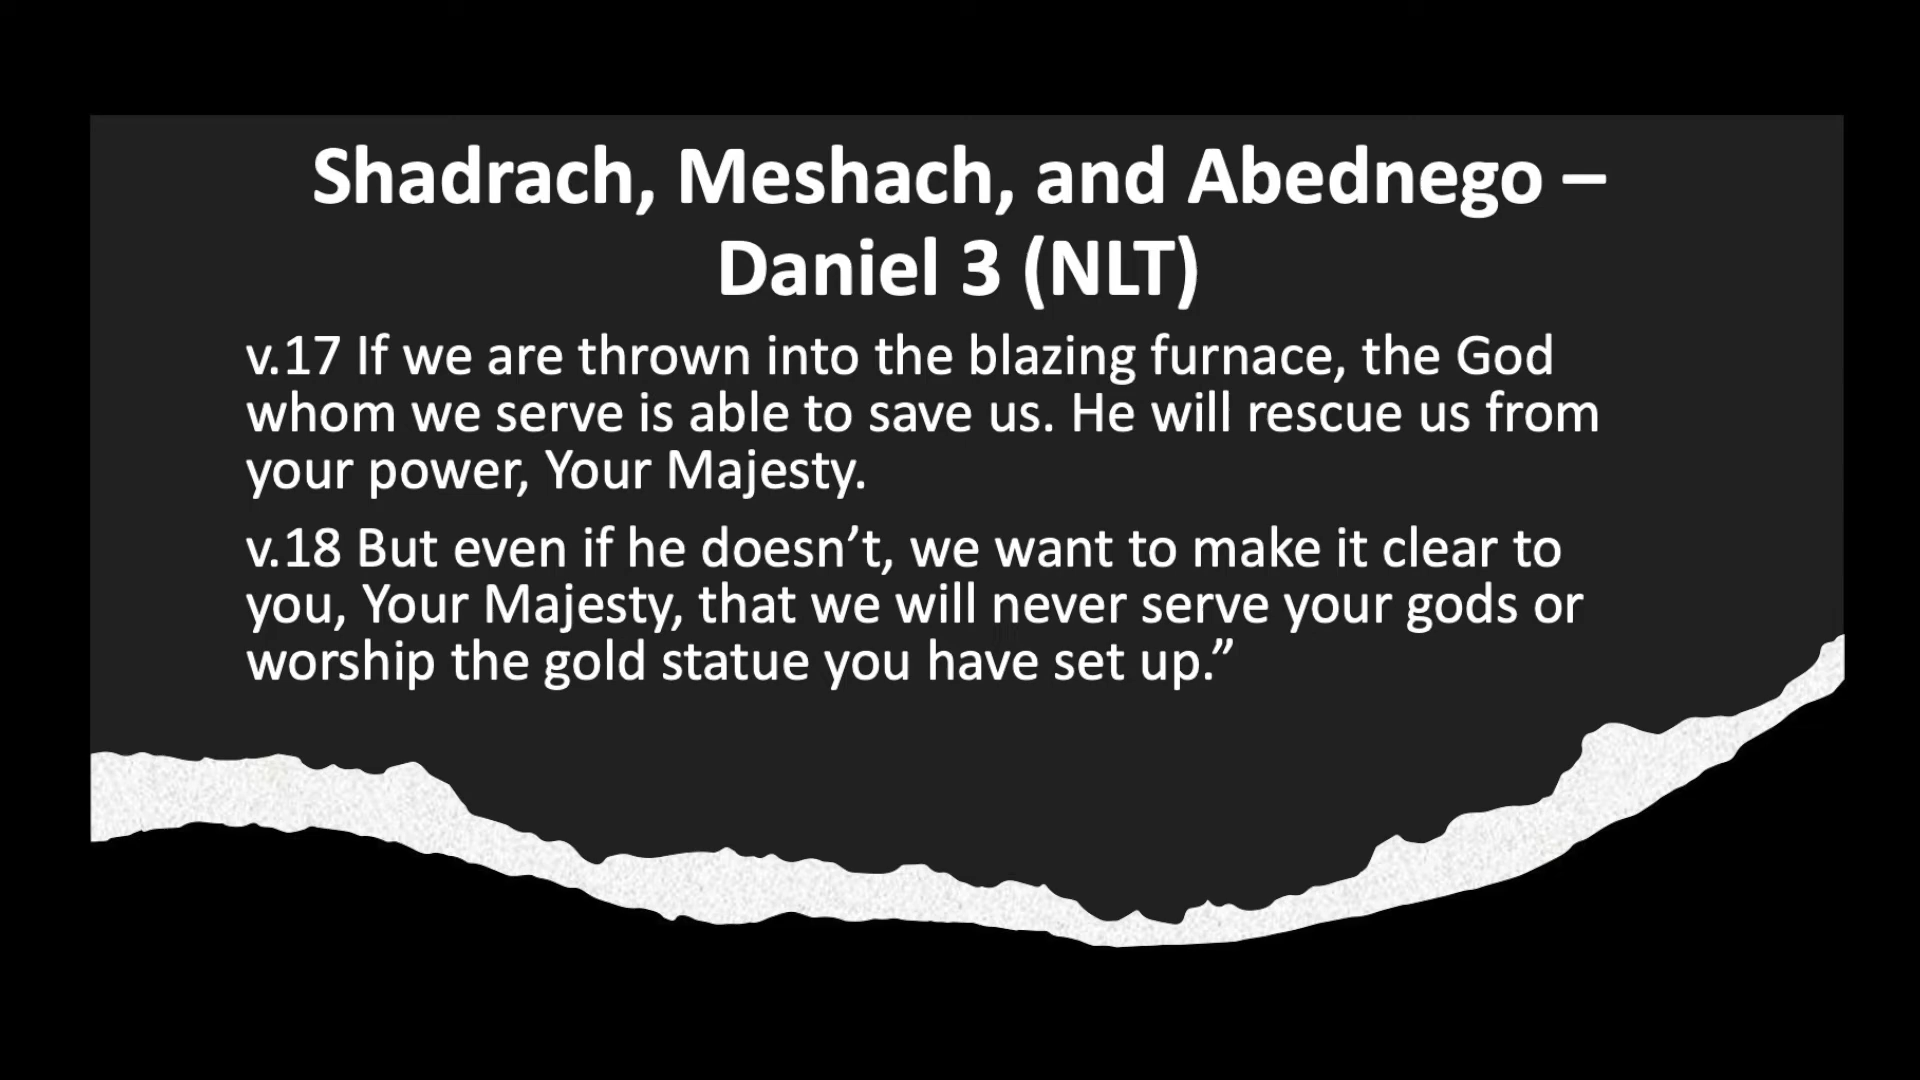 Shadrach, Meshach, and Abednego –
Daniel 3 (NLT)
v.17 If we are thrown into the blazing furnace, the God
whom we serve is able to save us. He will rescue us from
your power, Your Majesty.
v.18 But even if he doesn’t, we want to make it clear to
you, Your Majesty, that we will never serve your gods or
worship the gold statue you have set up.”